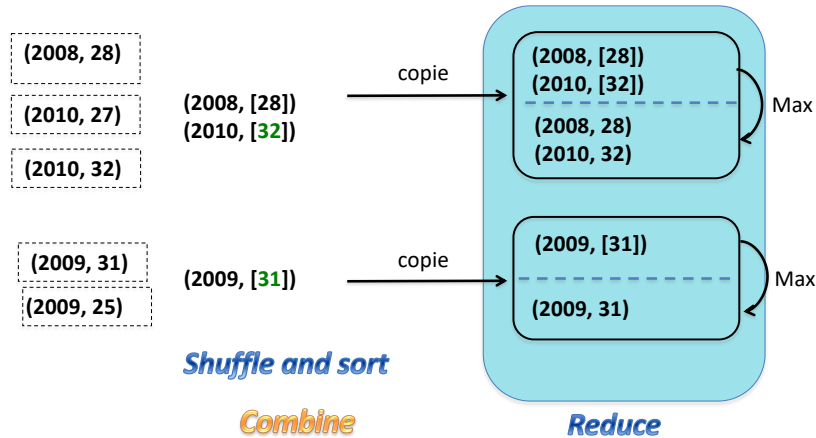 (2008, 28)
(2010, 27)
(2010, 32)
(2008, [28])
(2010, [32])
copie
(2008, [28])
(2010, [32])
(2008, 28)
(2010, 32)
Max
(2009, 31)
(2009, 25)
(2009, [31])
copie
(2009, [31])
(2009, 31)
Max
Shuffle and sort
Combine
Reduce